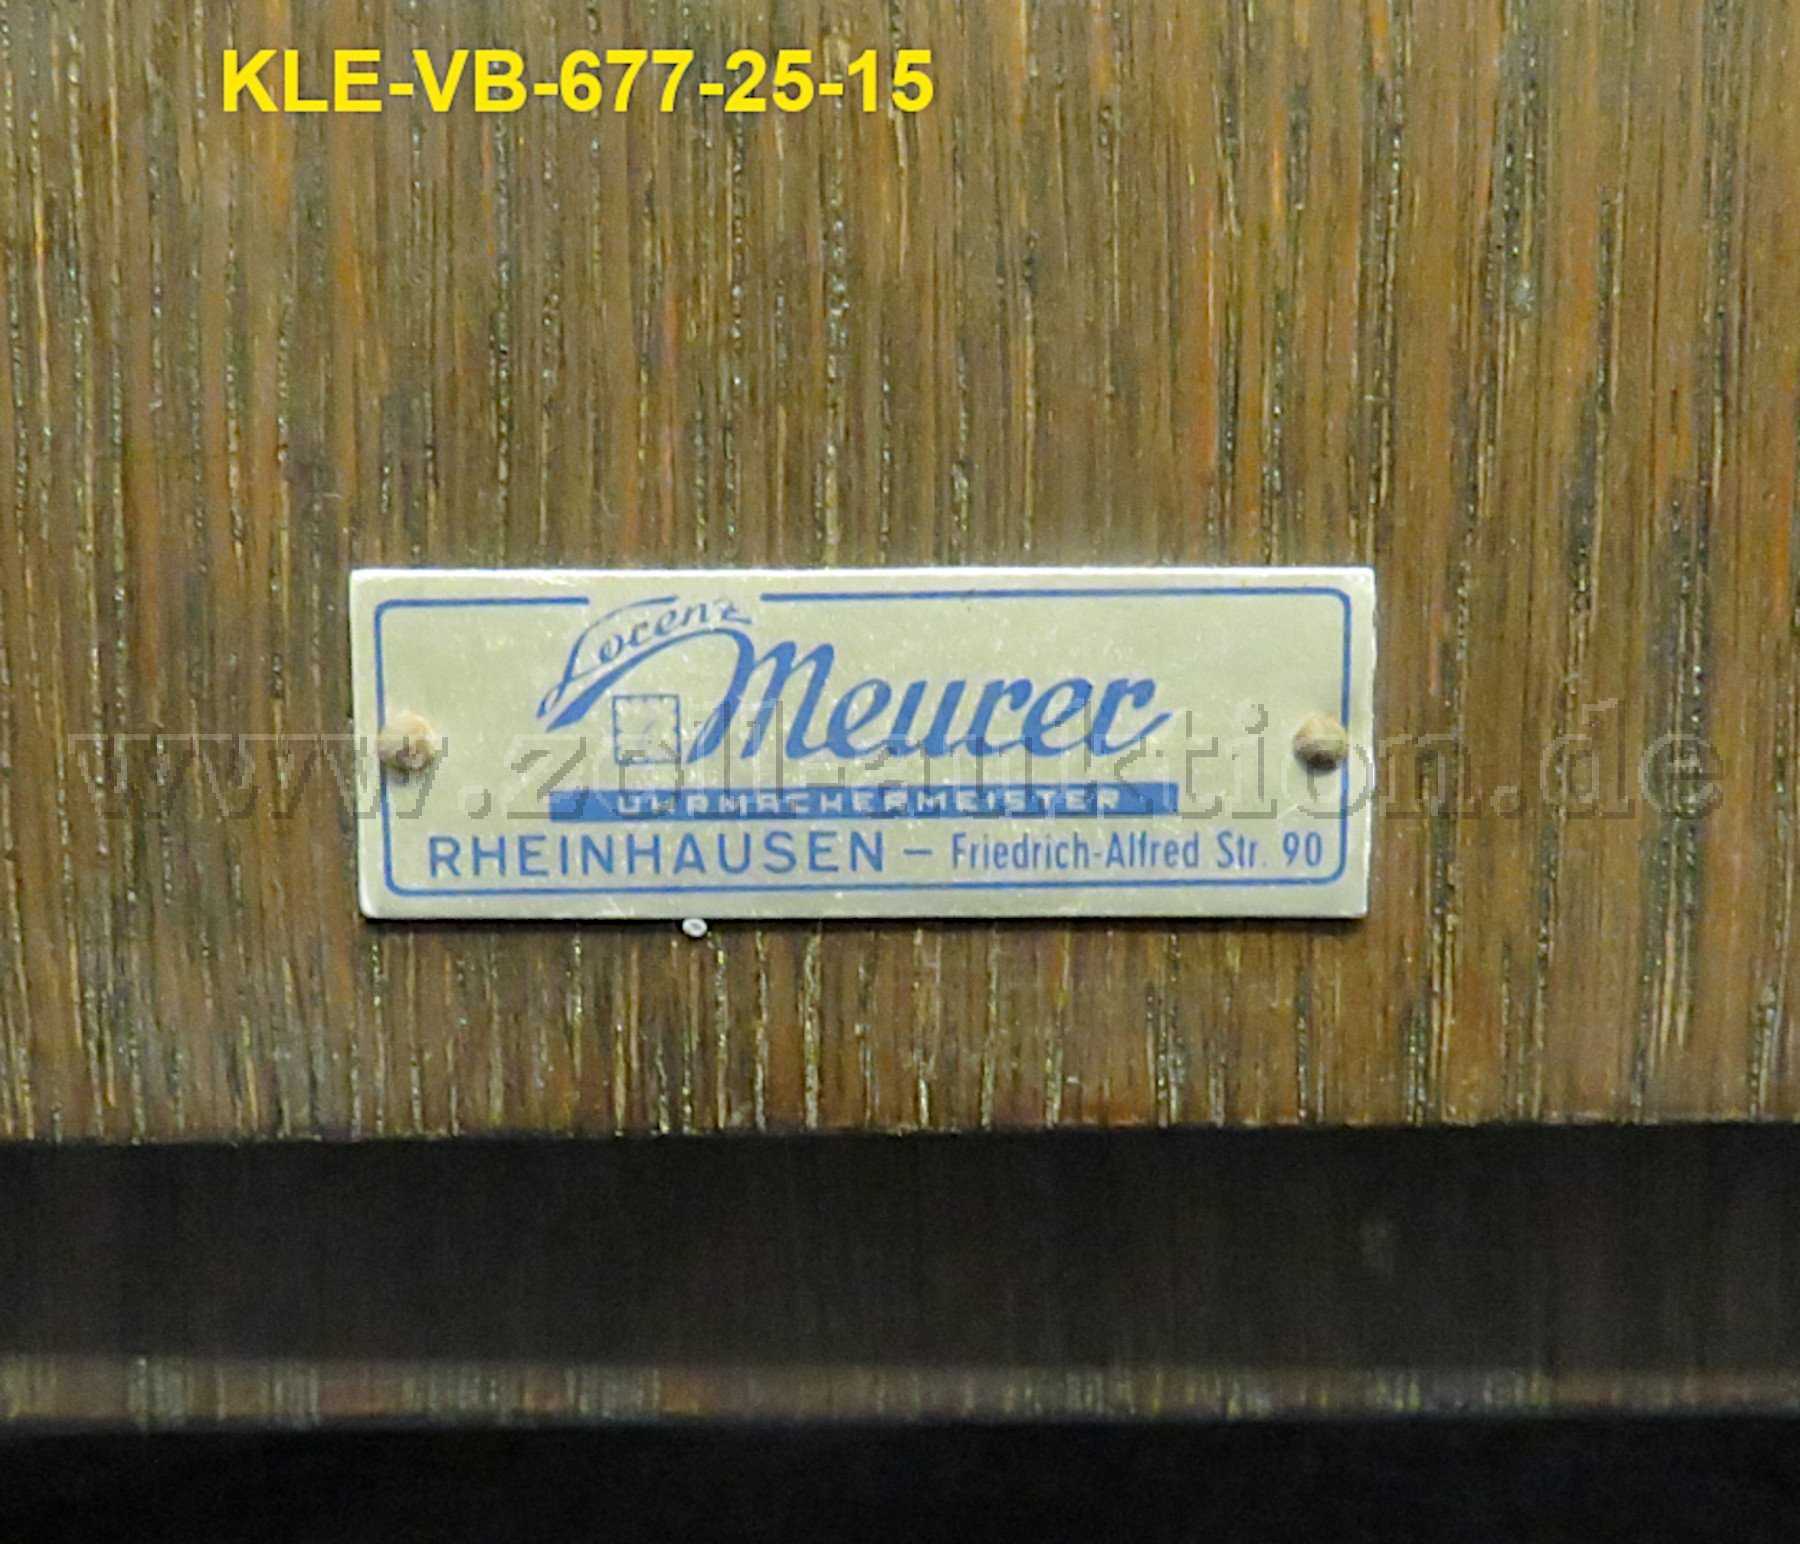 KLE-VB-677-25-15
Lorenz
Meurer
www.zoll-auktion.de
UHRMACHERMEISTER
RHEINHAUSEN – Friedrich-Alfred Str. 90